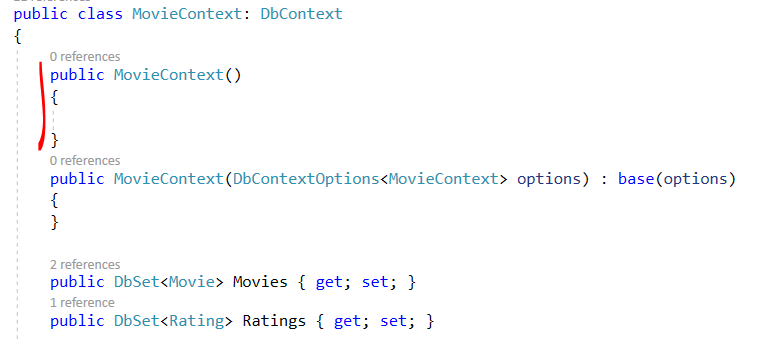 public class MovieContext: DbContext
{
0 references
public MovieContext()
{
}
0 references
public MovieContext(DbContextOptions<MovieContext> options) : base(options)
{
}
2 references
public DbSet<Movie> Movies { get; set; }
1 reference
public DbSet<Rating> Ratings { get; set; }